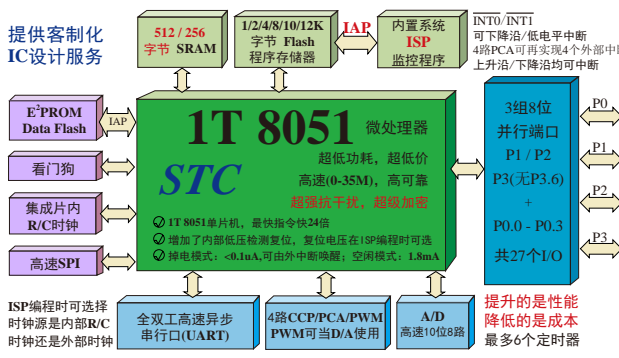 提供客制化
IC设计服务
512 / 256
字节 SRAM
1/2/4/8/10/12K
字节 Flash
程序存储器
IAP
内置系统
ISP
监控程序
INT0/INT1
可下降沿/低电平中断
4路PCA可再实现4个外部中
上升沿/下降沿均可中断
E²PROM
Data Flash
IAP
看门狗
集成片内
R/C时钟
高速SPI
1T 8051 微处理器
STC
超低功耗，超低价
高速(0-35M)，高可靠
超强抗干扰，超级加密
1T 8051单片机，最快指令快24倍
增加了内部低压检测复位，复位电压在ISP编程时可选
掉电模式：<0.1uA,可由外中断唤醒；空闲模式：1.8mA
3组8位
并行端口
P1 / P2
P3(无P3.6)
+
P0.0 - P0.3
共27个I/O
P0
P1
P2
P3
ISP编程时可选择
时钟源是内部R/C
时钟还是外部时钟
全双工高速异步
串行口(UART)
4路CCP/PCA/PWM
PWM可当D/A使用
A/D
高速10位8路
提升的是性能
降低的是成本
最多6个定时器